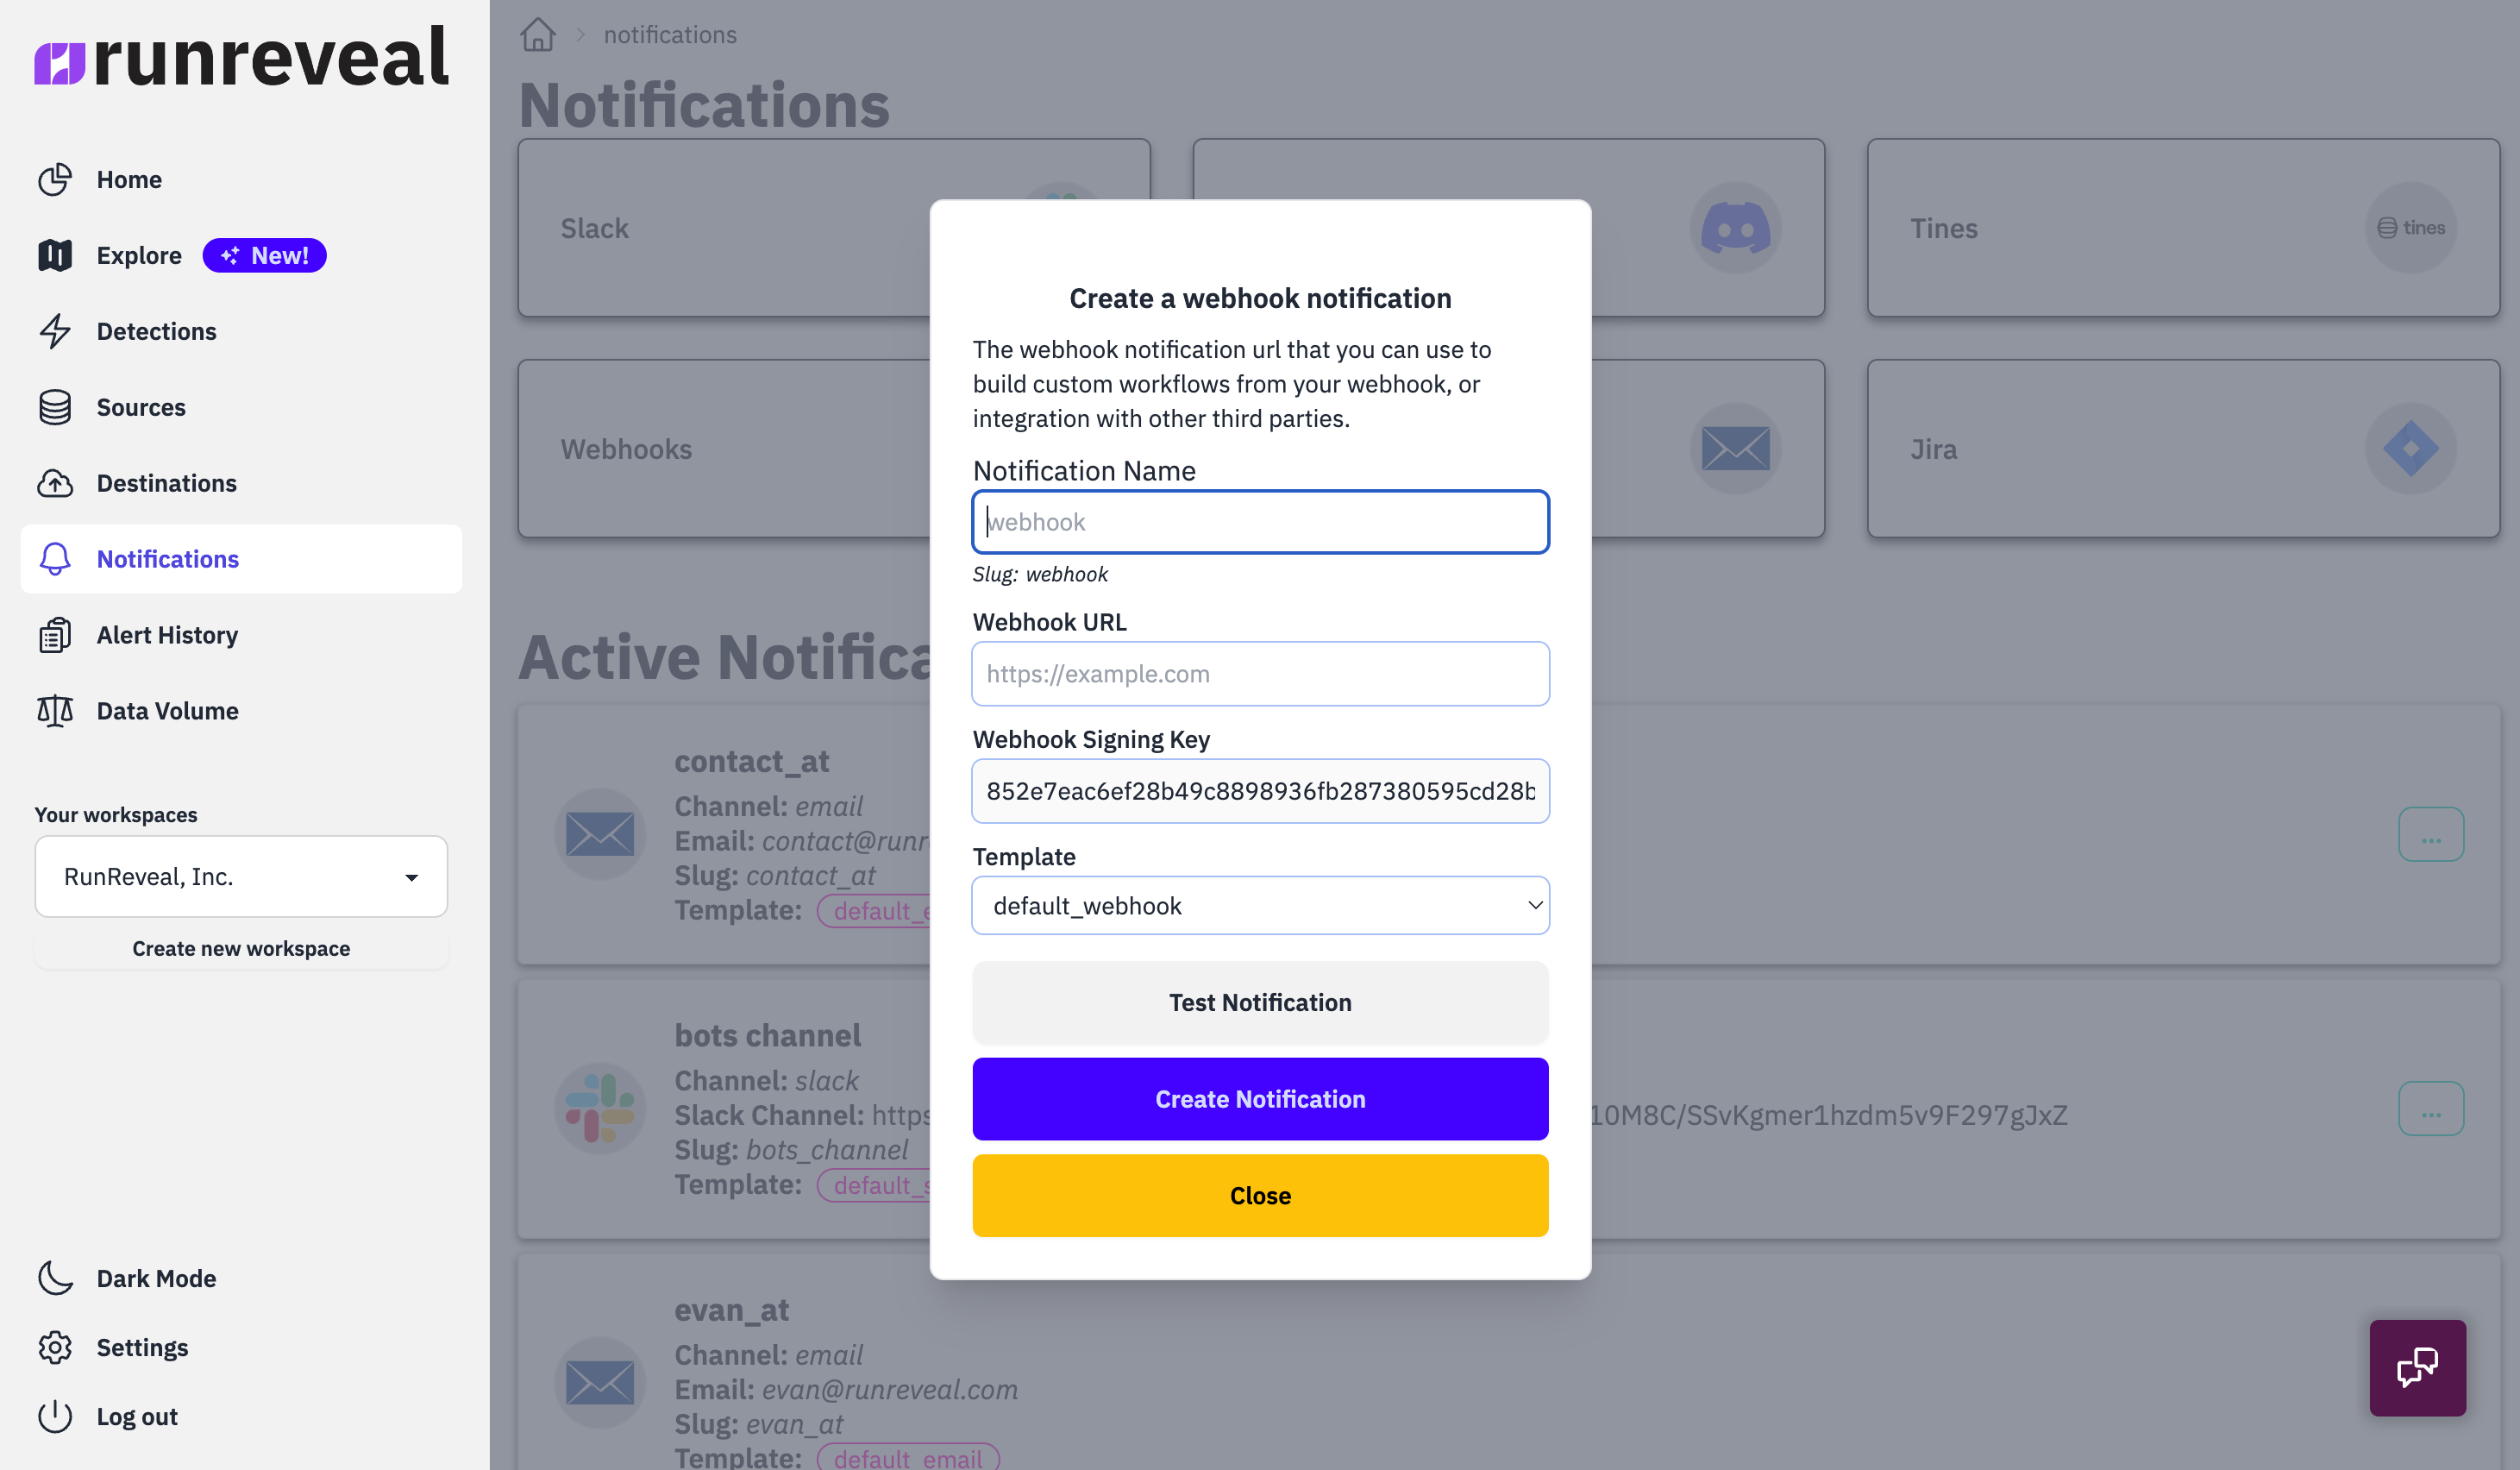 runreveal
Home
Explore New!
Detections
Sources
Destinations
Notifications
Alert History
Data Volume
Your workspaces
RunReveal, Inc.
Create new workspace
Dark Mode
Settings
Log out
notifications
Notifications
Slack
Tines
tines
Webhooks
Jira
Active Notifica
contact_at
Channel: email
Email: contact@runr
Slug: contact_at
Template: default_e
...
bots channel
Channel: slack
Slack Channel: https
10M8C/SSvKgmer1hzdm5v9F297gJxZ
Slug: bots_channel
Template: default_s
...
evan_at
Channel: email
Email: evan@runreveal.com
Slug: evan_at
Template: default_email
Create a webhook notification
The webhook notification url that you can use to
build custom workflows from your webhook, or
integration with other third parties.
Notification Name
webhook
Slug: webhook
Webhook URL
https://example.com
Webhook Signing Key
852e7eac6ef28b49c8898936fb287380595cd28b
Template
default_webhook
Test Notification
Create Notification
Close